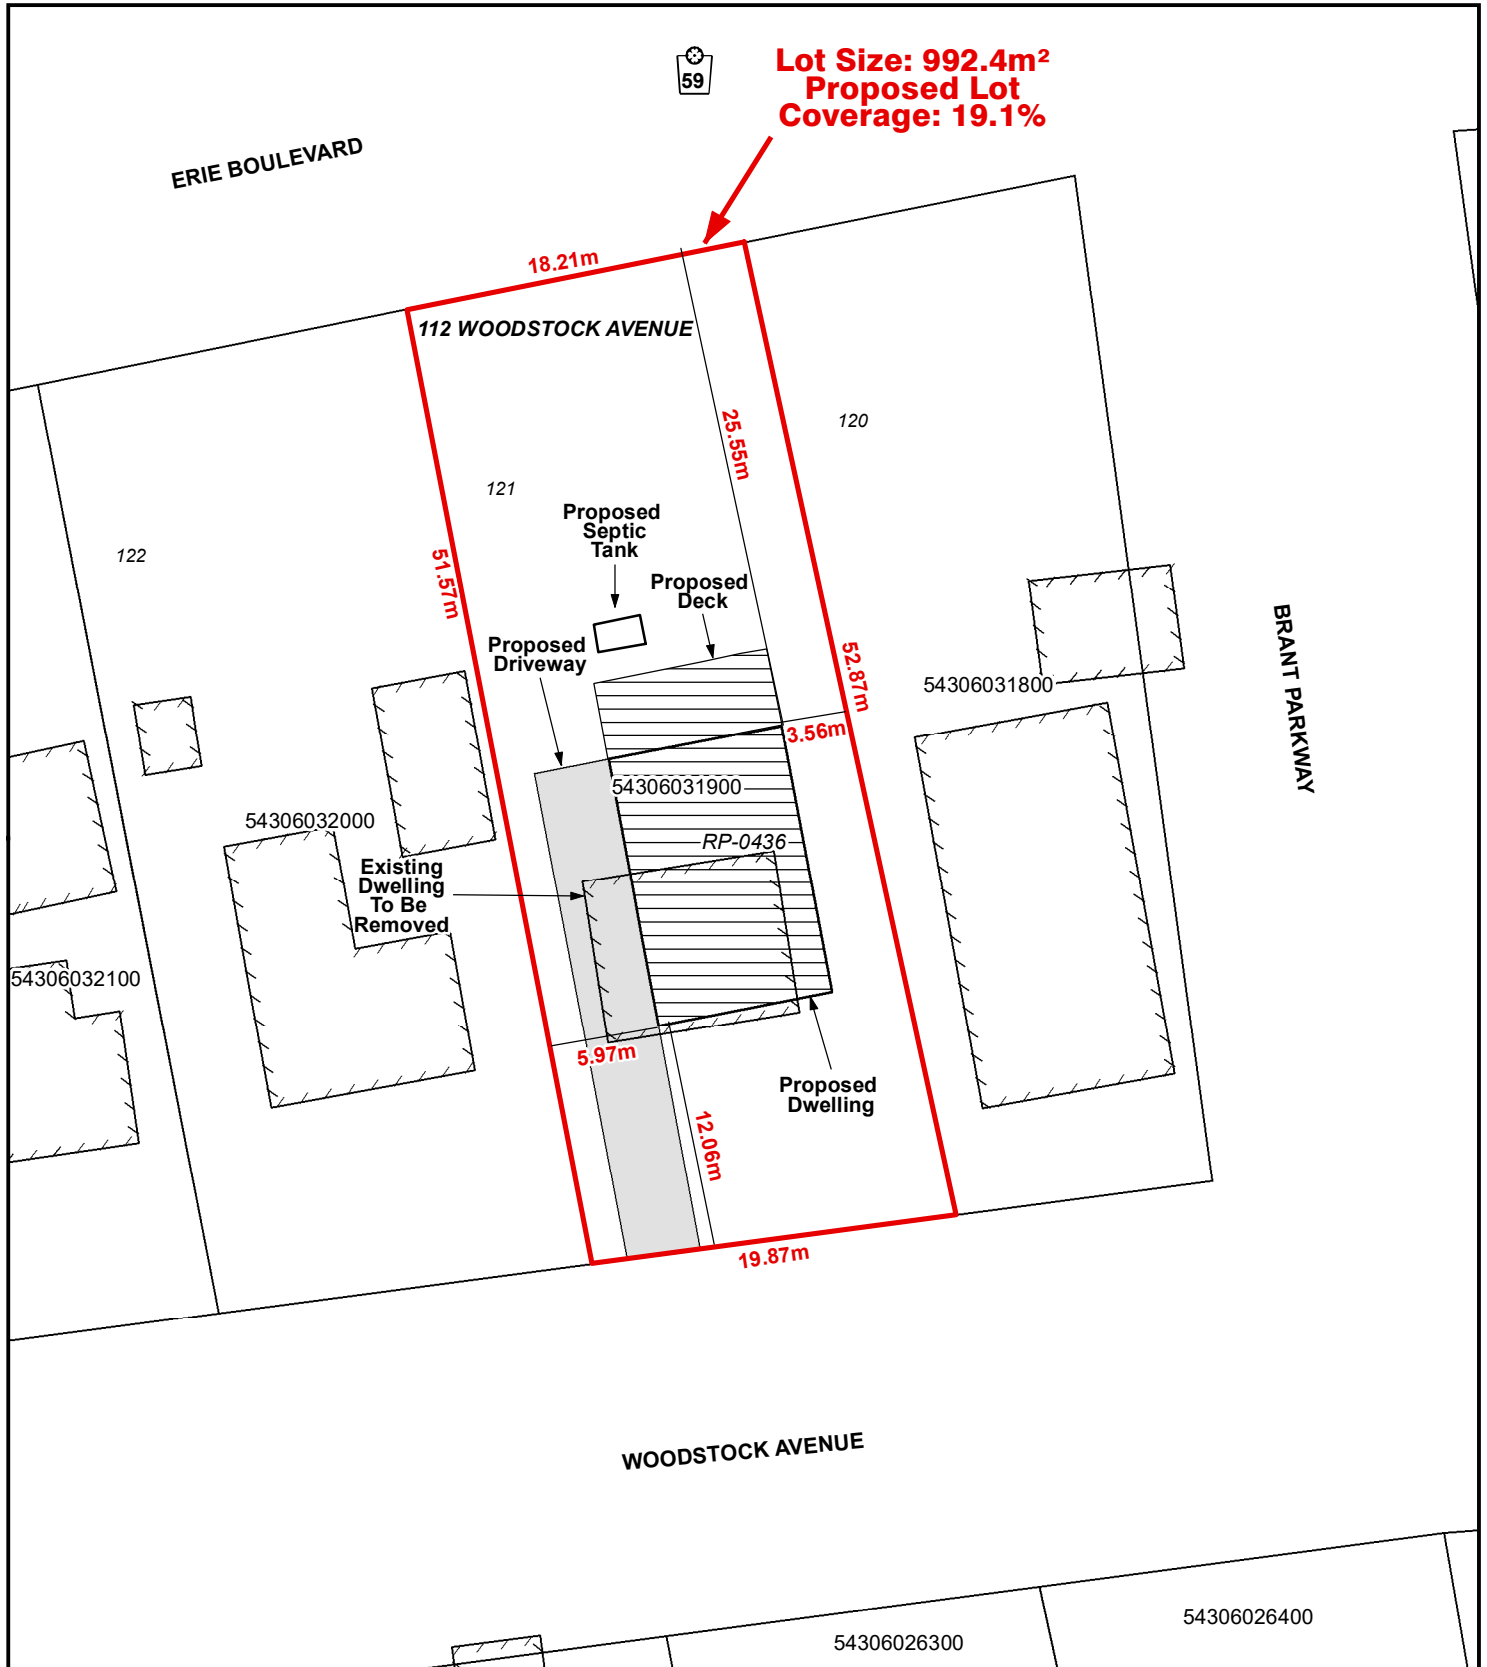 59
Lot Size: 992.4m²
Proposed Lot
Coverage: 19.1%
ERIE BOULEVARD
18.21m
112 WOODSTOCK AVENUE
25.55m
120
121
122
Proposed
Septic
Tank
51.57m
Proposed
Deck
Proposed
Driveway
52.87m
54306031800
BRANT PARKWAY
3.56m
54306031900
54306032000
RP-0436
Existing
Dwelling
To Be
Removed
54306032100
5.97m
Proposed
Dwelling
12.06m
19.87m
WOODSTOCK AVENUE
54306026400
54306026300